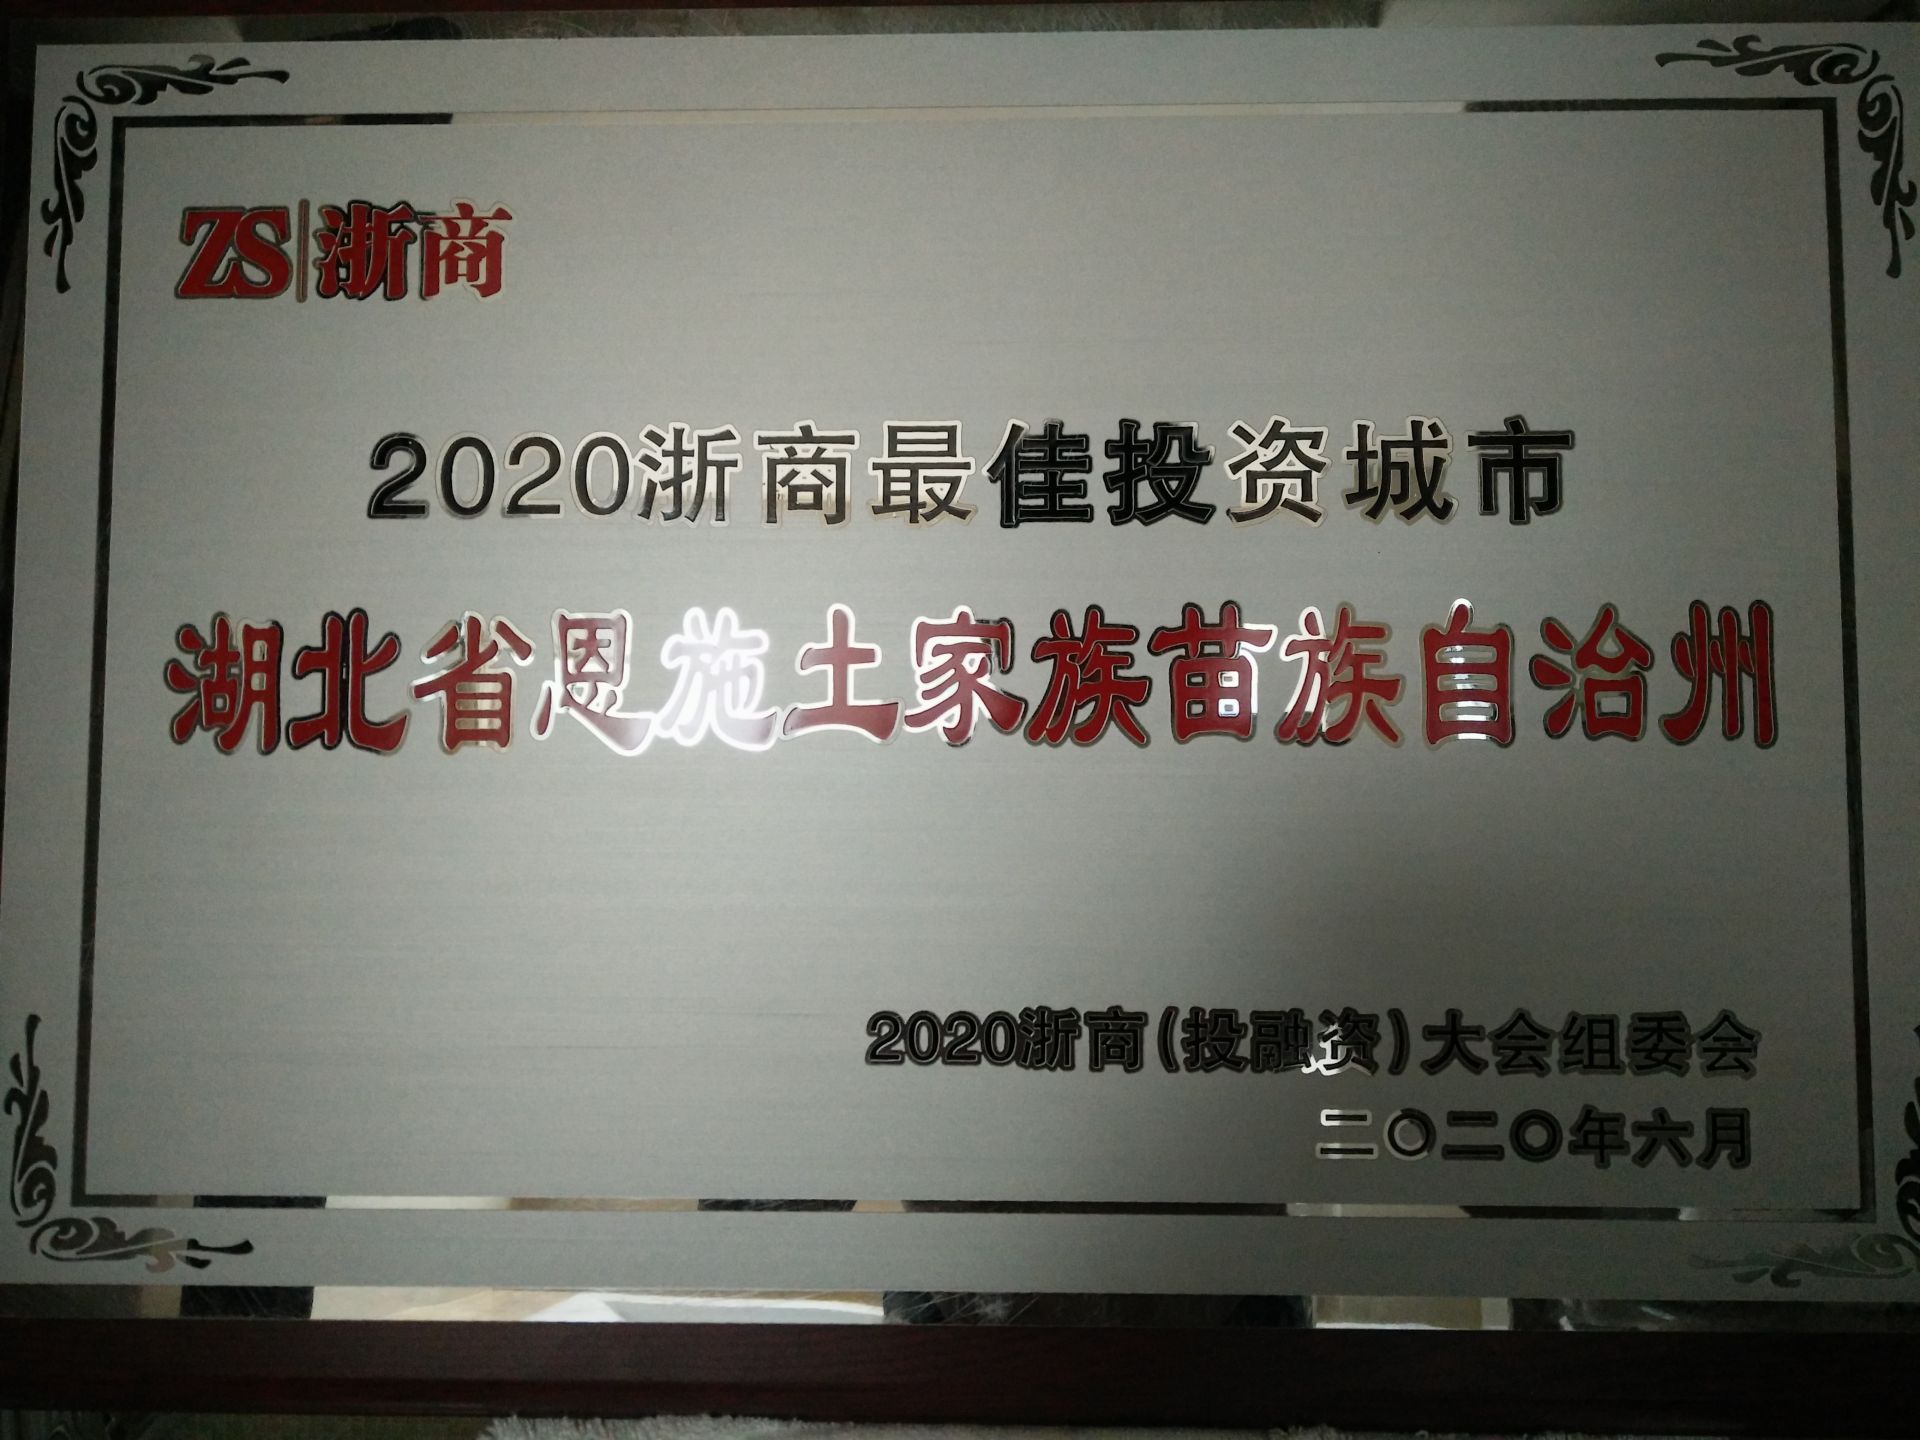 ZS|浙商
2020浙商最佳投资城市
湖北省恩施土家族苗族自治州
2020浙商(投融资)大会组委会
二〇二〇年六月